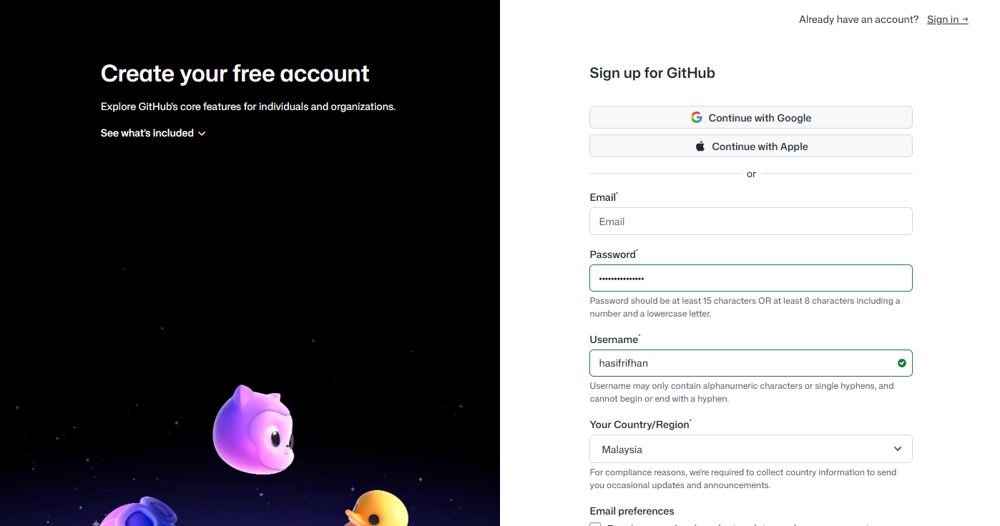 Already have an account? Sign in →
Create your free account
Explore GitHub's core features for individuals and organizations.
See what's included
Sign up for GitHub
Continue with Google
Continue with Apple
or
Email*
Email
Password*
•••••••••••••••
Password should be at least 15 characters OR at least 8 characters including a
number and a lowercase letter.
Username*
hasifrifhan
Username may only contain alphanumeric characters or single hyphens, and
cannot begin or end with a hyphen.
Your Country/Region*
Malaysia
For compliance reasons, we're required to collect country information to send
you occasional updates and announcements.
Email preferences